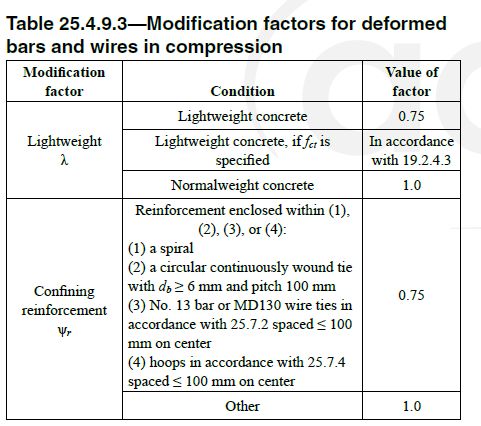 Table 25.4.9.3—Modification factors for deformed
bars and wires in compression
Modification
factor
Condition
Value of
factor
Lightweight
λ
Lightweight concrete
0.75
Lightweight concrete, if fct is
specified
In accordance
with 19.2.4.3
Normalweight concrete
1.0
Confining
reinforcement
ψr
Reinforcement enclosed within (1),
(2), (3), or (4):
(1) a spiral
(2) a circular continuously wound tie
with db ≥ 6 mm and pitch 100 mm
(3) No. 13 bar or MD130 wire ties in
accordance with 25.7.2 spaced ≤ 100
mm on center
(4) hoops in accordance with 25.7.4
spaced ≤ 100 mm on center
0.75
Other
1.0